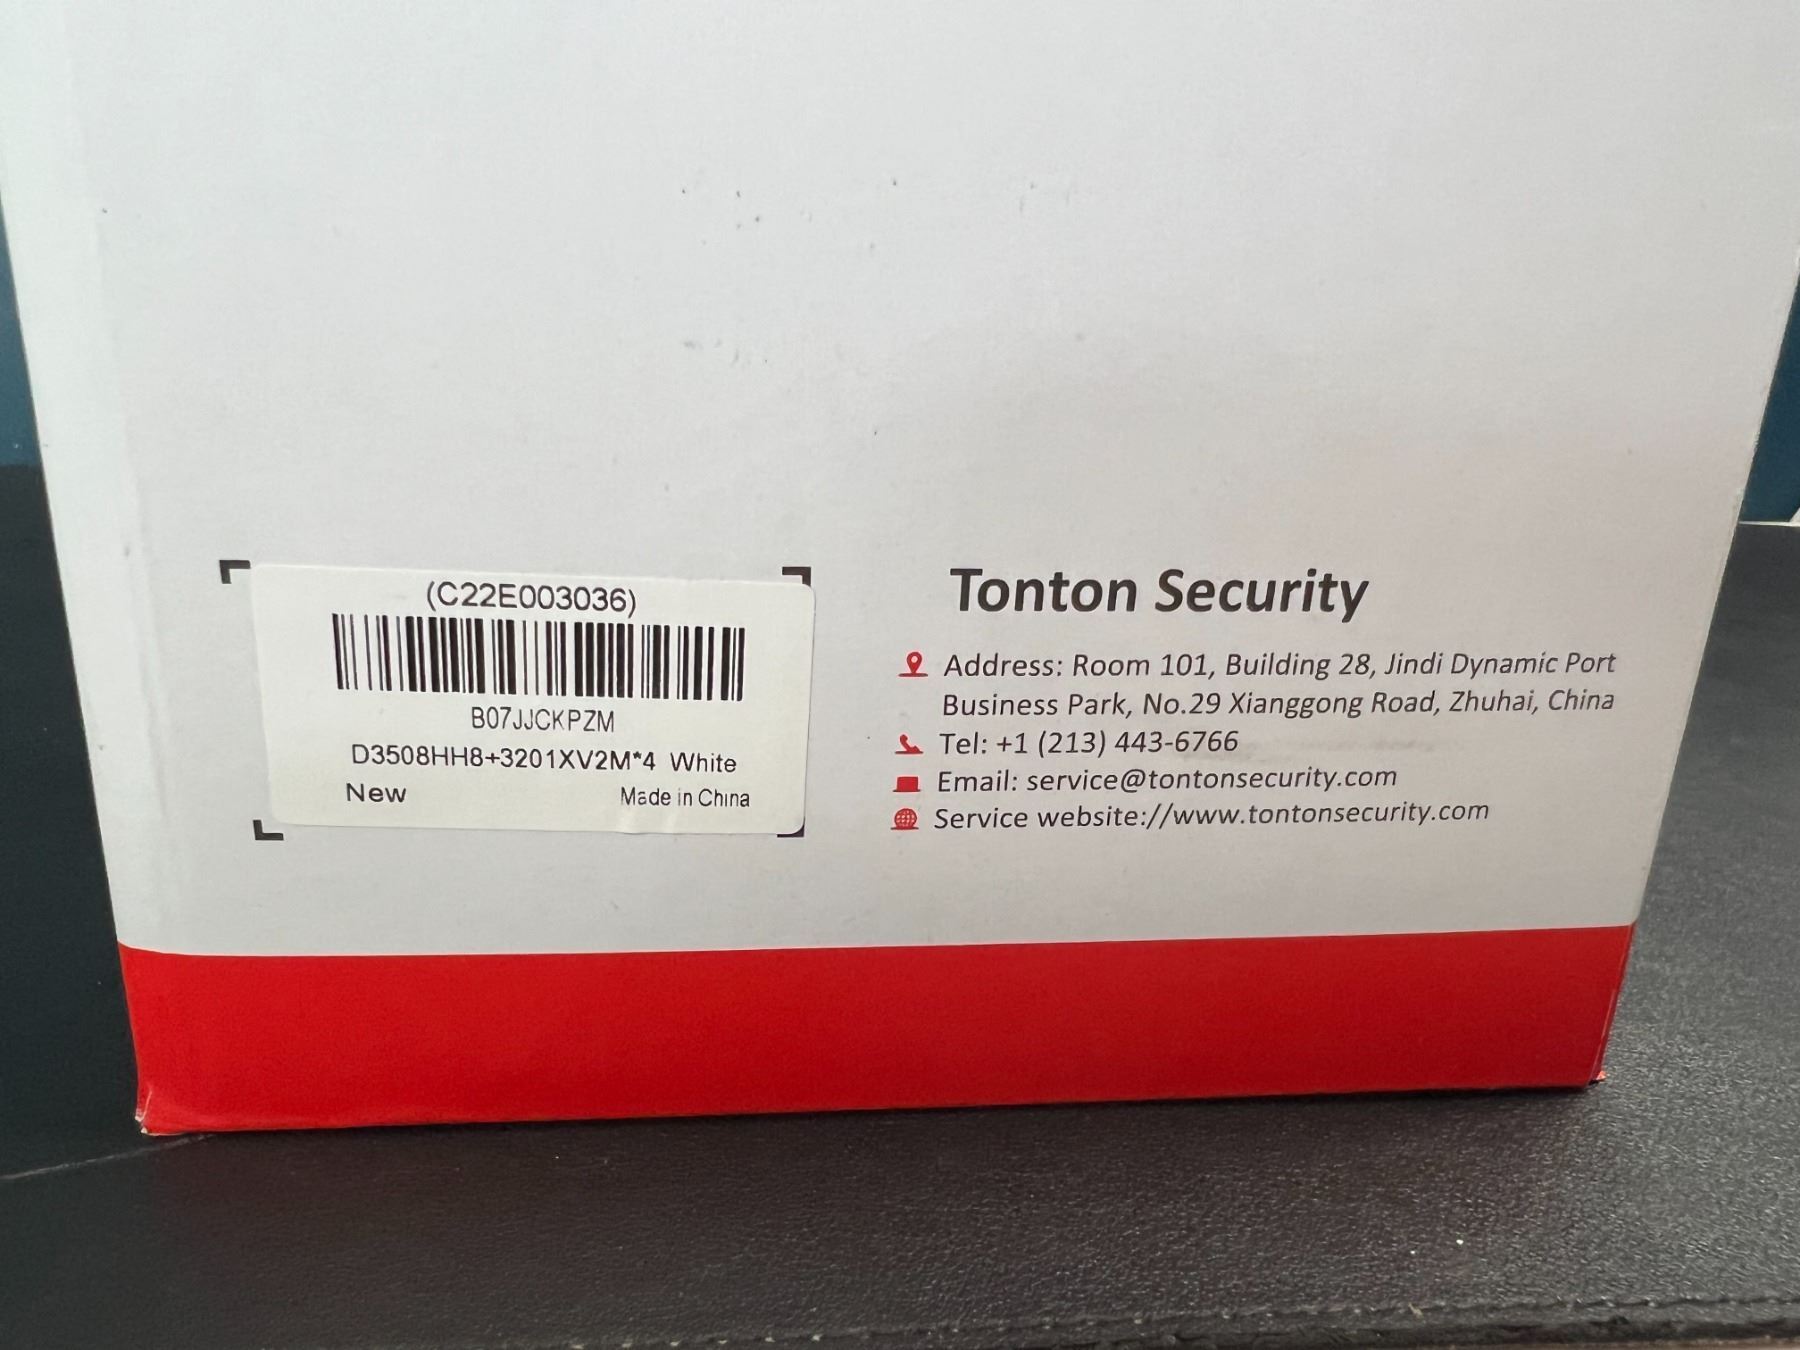 (C22E003036)
B07JJCKPZM
D3508HH8+3201XV2M*4 White
New Made in China
Tonton Security
Address: Room 101, Building 28, Jindi Dynamic Port
Business Park, No.29 Xianggong Road, Zhuhai, China
Tel: +1 (213) 443-6766
Email: service@tontonsecurity.com
Service website://www.tontonsecurity.com